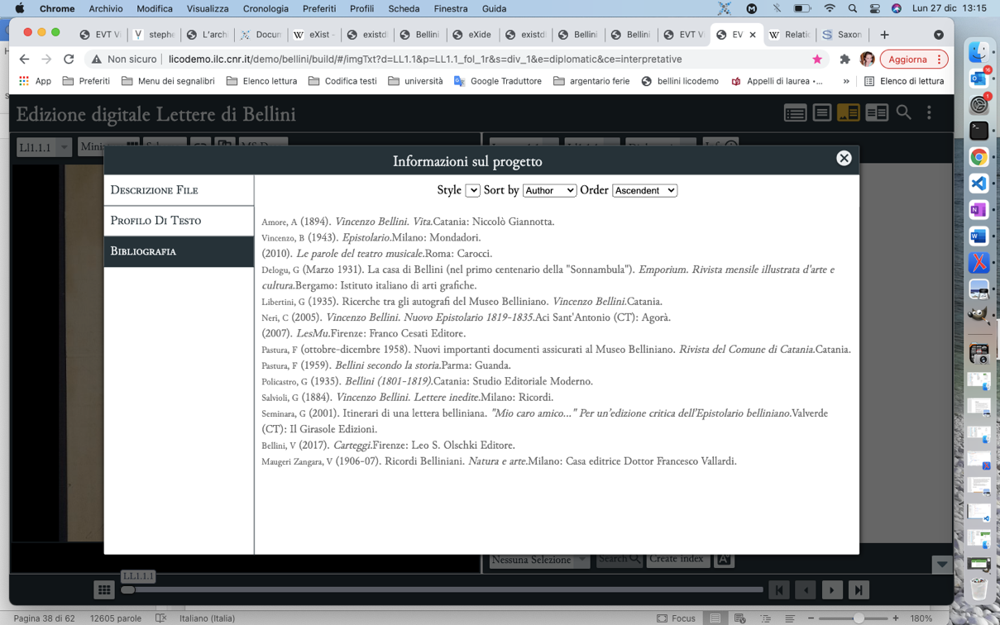 Chrome Archivio Modifica Visualizza Cronologia Preferiti Profili Scheda Finestra Guida Lun 27 dic 13:15
EVT Vi stephe L'archi Docum eXist - existdl Bellini eXide existdl Bellini Bellini EVT Vi EV Relatio Saxon
Non sicuro | licodemo.ilc.cnr.it/demo/bellini/build/#/imgTxt?d=LL1.1&p=LL1.1_fol_1r&s=div_1&e=diplomatic&ce=interpretative Aggiorna
App Preferiti Menu dei segnalibri Elenco lettura Codifica testi università Google Traduttore argentario ferie bellini licodemo Appelli di laurea •... » Elenco di lettura
Edizione digitale Lettere di Bellini
Ll1.1.1
Informazioni sul progetto
Descrizione File
Profilo Di Testo
Bibliografia
Style Sort by Author Order Ascendent
Amore, A (1894). Vincenzo Bellini. Vita.Catania: Niccolò Giannotta.
Vincenzo, B (1943). Epistolario.Milano: Mondadori.
(2010). Le parole del teatro musicale.Roma: Carocci.
Delogu, G (Marzo 1931). La casa di Bellini (nel primo centenario della "Sonnambula"). Emporium. Rivista mensile illustrata d'arte e
cultura.Bergamo: Istituto italiano di arti grafiche.
Libertini, G (1935). Ricerche tra gli autografi del Museo Belliniano. Vincenzo Bellini.Catania.
Neri, C (2005). Vincenzo Bellini. Nuovo Epistolario 1819-1835.Aci Sant'Antonio (CT): Agorà.
(2007). LesMu.Firenze: Franco Cesati Editore.
Pastura, F (ottobre-dicembre 1958). Nuovi importanti documenti assicurati al Museo Belliniano. Rivista del Comune di Catania.Catania.
Pastura, F (1959). Bellini secondo la storia.Parma: Guanda.
Policastro, G (1935). Bellini (1801-1819).Catania: Studio Editoriale Moderno.
Salvioli, G (1884). Vincenzo Bellini. Lettere inedite.Milano: Ricordi.
Seminara, G (2001). Itinerari di una lettera belliniana. "Mio caro amico..." Per un'edizione critica dell'Epistolario belliniano.Valverde
(CT): Il Girasole Edizioni.
Bellini, V (2017). Carteggi.Firenze: Leo S. Olschki Editore.
Maugeri Zangara, V (1906-07). Ricordi Belliniani. Natura e arte.Milano: Casa editrice Dottor Francesco Vallardi.
Nessuna Selezione Search Create index
LL1.1.1
Pagina 38 di 62 12605 parole Italiano (Italia) Focus 180%